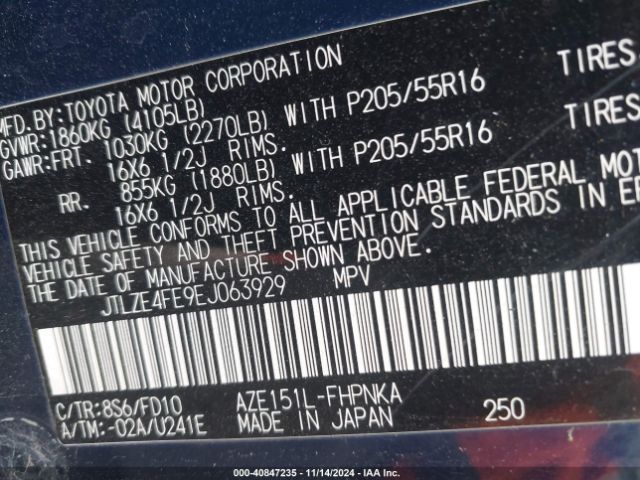 MFD. BY: TOYOTA MOTOR CORPORATION
GVWR: 1860KG (4105LB)
GAWR: FRT. 1030KG (2270LB) WITH P205/55R16 TIRES
16X6 1/2J RIMS.
RR. 855KG (1880LB) WITH P205/55R16 TIRES
16X6 1/2J RIMS.
THIS VEHICLE CONFORMS TO ALL APPLICABLE FEDERAL MOT
VEHICLE SAFETY AND THEFT PREVENTION STANDARDS IN E
THE DATE OF MANUFACTURE SHOWN ABOVE.
JTLZE4FE9EJ063929 MPV
C/TR: 8S6/FD10 AZE151L-FHPNKA 250
A/TM: -02A/U241E MADE IN JAPAN
000-40847235 - 11/14/2024 - IAA Inc.